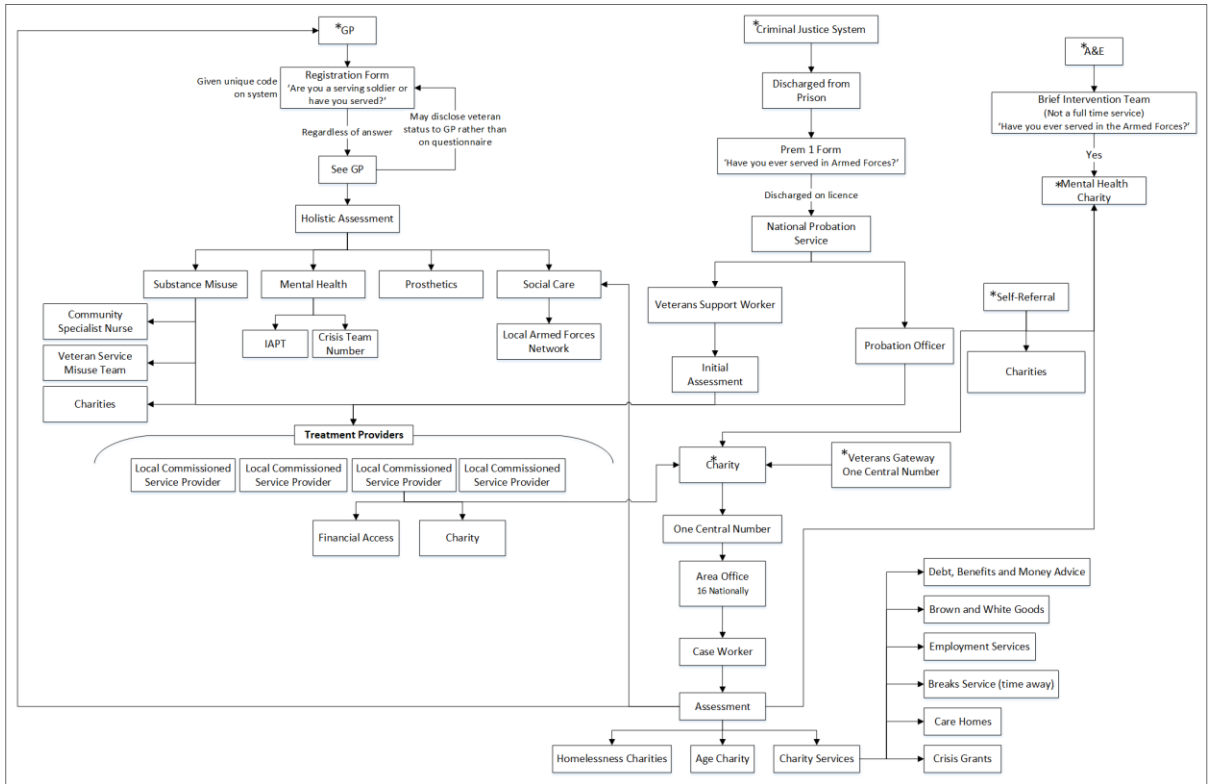 *GP
Given unique code
on system
Registration Form
'Are you a serving soldier or
have you served?'
Regardless of answer
May disclose veteran
status to GP rather than
on questionnaire
See GP
Holistic Assessment
Substance Misuse
Mental Health
Prosthetics
Social Care
Community
Specialist Nurse
Veteran Service
Misuse Team
Charities
IAPT
Crisis Team
Number
Local Armed Forces
Network
*Criminal Justice System
Discharged from
Prison
Prem 1 Form
'Have you ever served in Armed Forces?'
Discharged on licence
National Probation
Service
Veterans Support Worker
Initial
Assessment
Probation Officer
*A&E
Brief Intervention Team
(Not a full time service)
'Have you ever served in the Armed Forces?'
Yes
*Mental Health
Charity
*Self-Referral
Charities
Treatment Providers
Local Commissioned
Service Provider
Local Commissioned
Service Provider
Local Commissioned
Service Provider
Local Commissioned
Service Provider
Financial Access
Charity
*Charity
*Veterans Gateway
One Central Number
One Central Number
Area Office
16 Nationally
Case Worker
Assessment
Homelessness Charities
Age Charity
Charity Services
Debt, Benefits and Money Advice
Brown and White Goods
Employment Services
Breaks Service (time away)
Care Homes
Crisis Grants